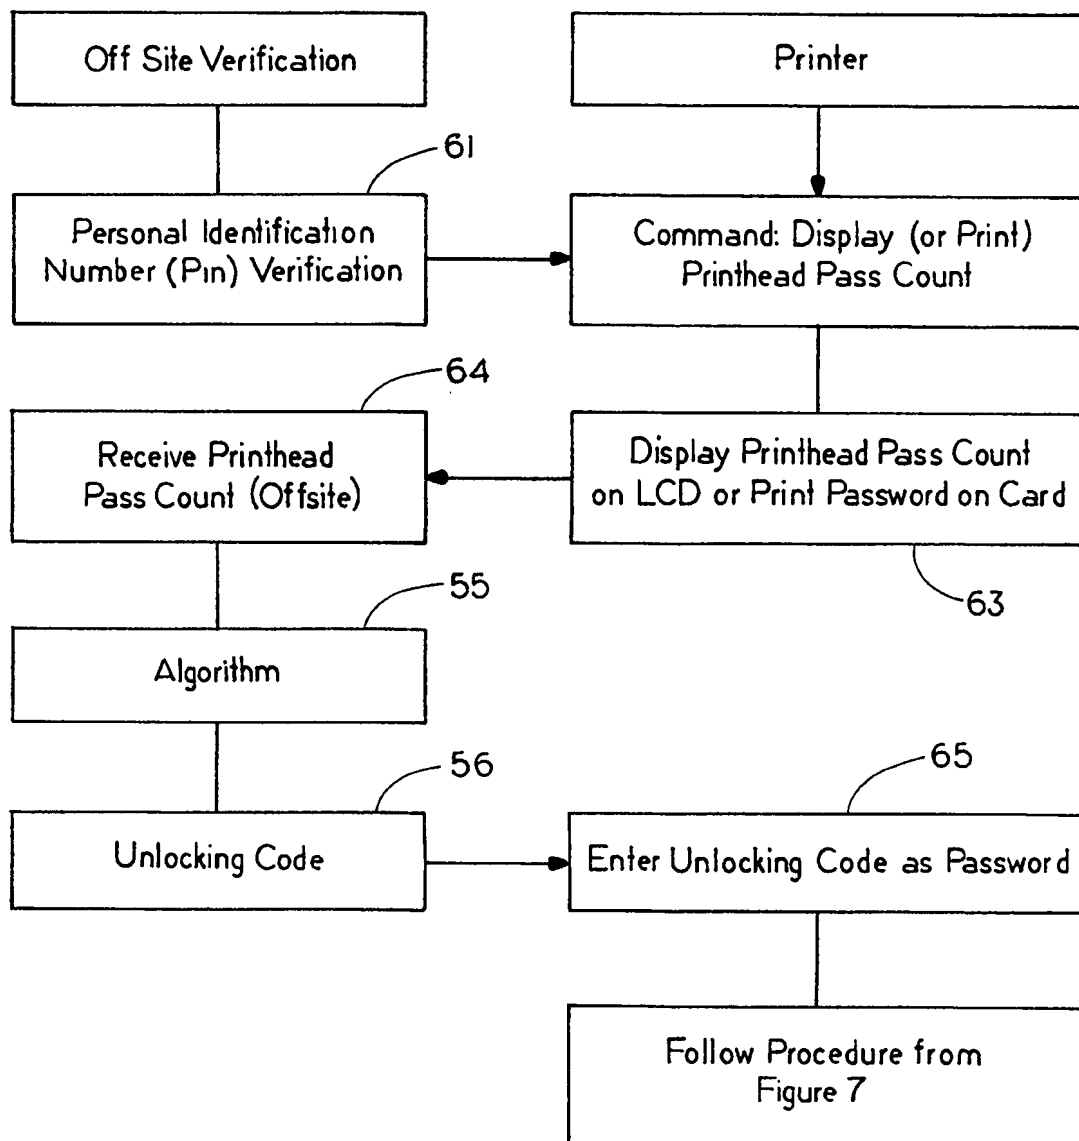 Off Site Verification
Printer
61
Personal Identification
Number (Pin) Verification
Command: Display (or Print)
Printhead Pass Count
64
Receive Printhead
Pass Count (Offsite)
Display Printhead Pass Count
on LCD or Print Password on Card
63
55
Algorithm
56
Unlocking Code
65
Enter Unlocking Code as Password
Follow Procedure from
Figure 7